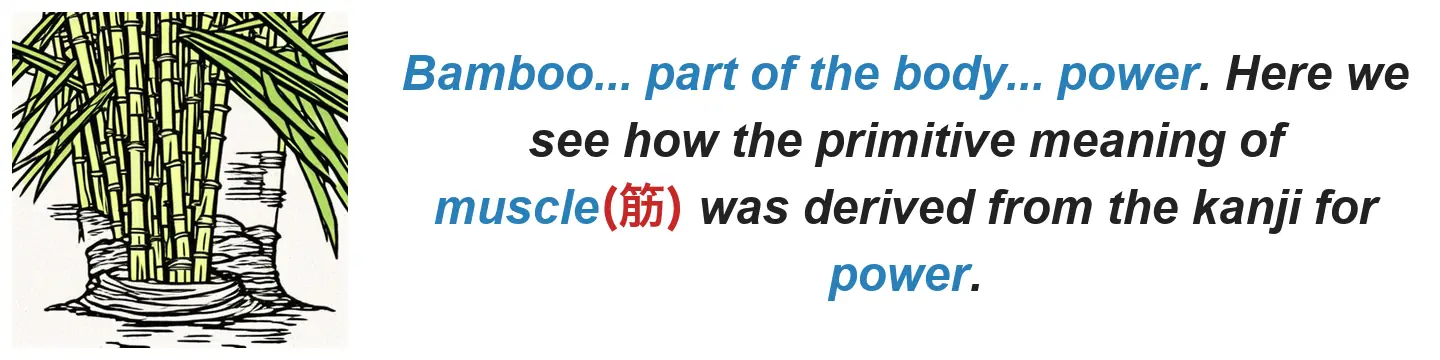 Bamboo... part of the body... power. Here we
see how the primitive meaning of
muscle(筋) was derived from the kanji for
power.